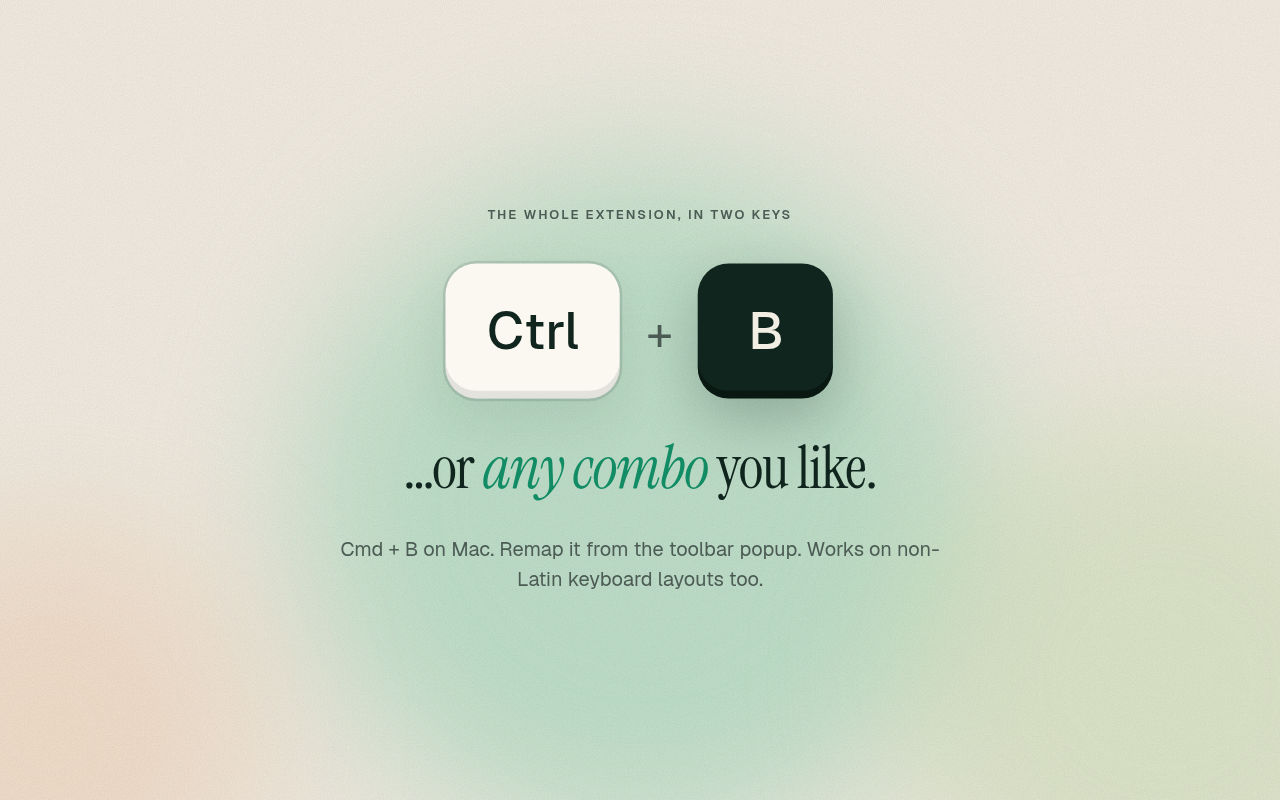 THE WHOLE EXTENSION, IN TWO KEYS
Ctrl + B
...or any combo you like.
Cmd + B on Mac. Remap it from the toolbar popup. Works on non-
Latin keyboard layouts too.